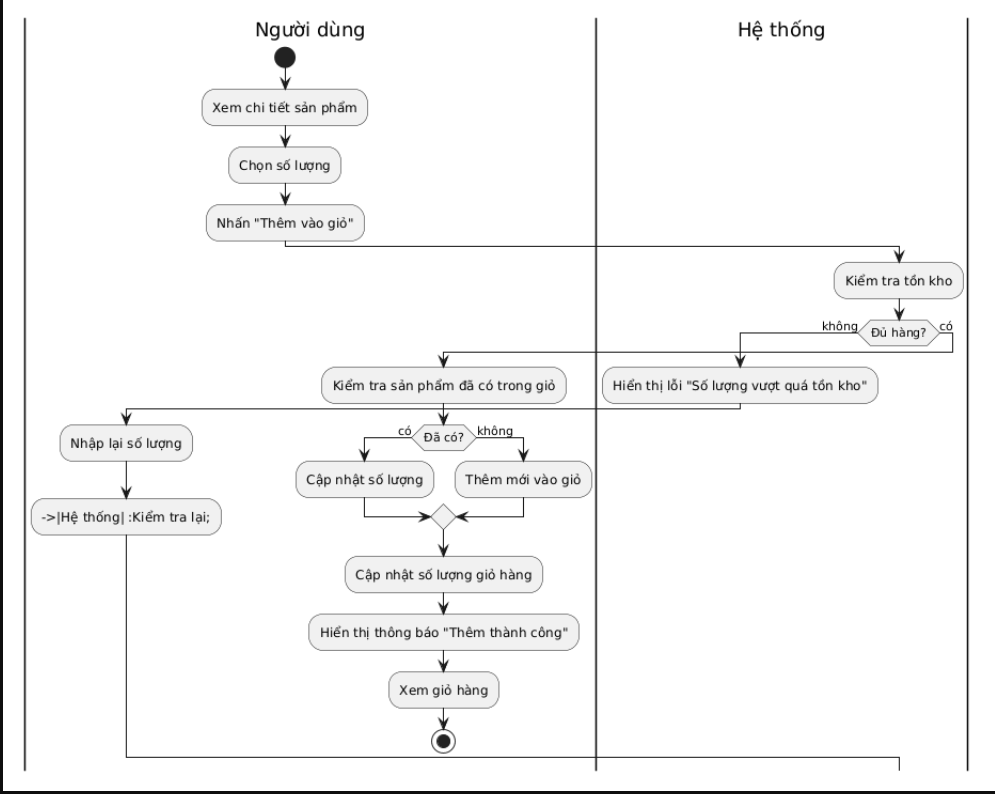 Người dùng
Hệ thống
Xem chi tiết sản phẩm
Chọn số lượng
Nhấn "Thêm vào giỏ"
Kiểm tra tồn kho
không
Đủ hàng?
có
Kiểm tra sản phẩm đã có trong giỏ
Hiển thị lỗi "Số lượng vượt quá tồn kho"
Nhập lại số lượng
có
Đã có?
không
Cập nhật số lượng
Thêm mới vào giỏ
->|Hệ thống| :Kiểm tra lại;
Cập nhật số lượng giỏ hàng
Hiển thị thông báo "Thêm thành công"
Xem giỏ hàng